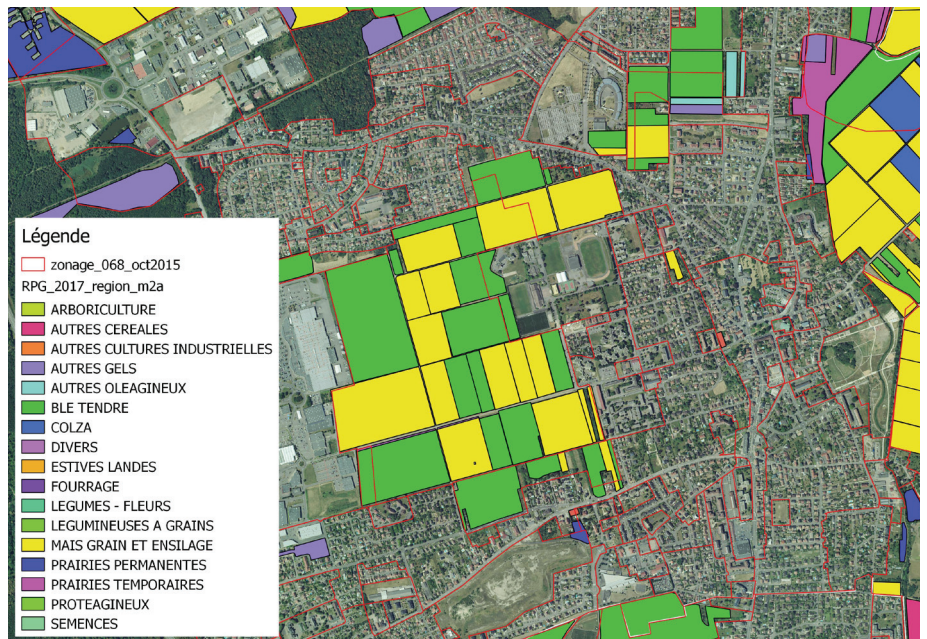 Légende
zonage_068_oct2015
RPG_2017_region_m2a
ARBORICULTURE
AUTRES CEREALES
AUTRES CULTURES INDUSTRIELLES
AUTRES GELS
AUTRES OLEAGINEUX
BLE TENDRE
COLZA
DIVERS
ESTIVES LANDES
FOURRAGE
LEGUMES - FLEURS
LEGUMINEUSES A GRAINS
MAIS GRAIN ET ENSILAGE
PRAIRIES PERMANENTES
PRAIRIES TEMPORAIRES
PROTEAGINEUX
SEMENCES